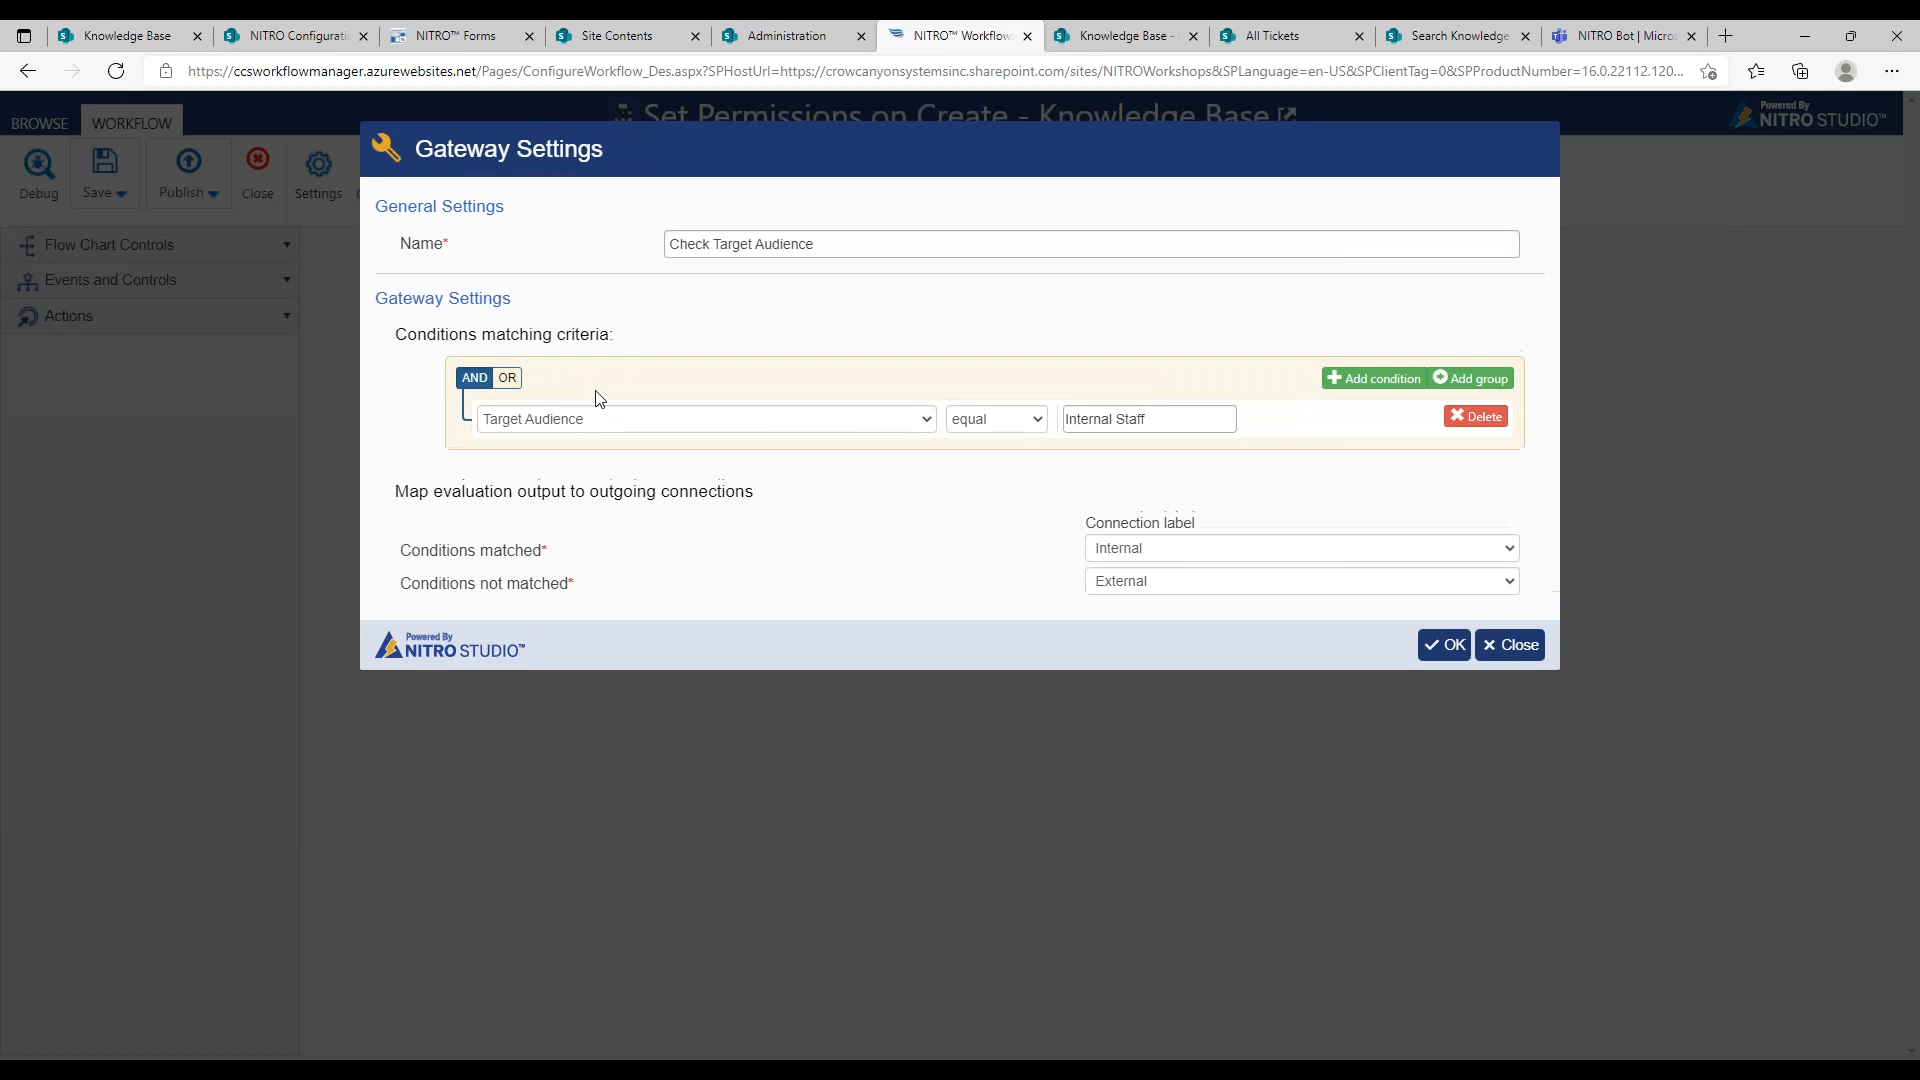 Knowledge Base
NITRO Configurati
NITRO™ Forms
Site Contents
Administration
NITRO™ Workflow
Knowledge Base -
All Tickets
Search Knowledge
NITRO Bot | Micros
https://ccsworkflowmanager.azurewebsites.net/Pages/ConfigureWorkflow_Des.aspx?SPHostUrl=https://crowcanyonsystemsinc.sharepoint.com/sites/NITROWorkshops&SPLanguage=en-US&SPClientTag=0&SPProductNumber=16.0.22112.120...
BROWSE
WORKFLOW
Set Permissions on Create - Knowledge Base
Powered By
NITRO STUDIO™
Debug
Save
Publish
Close
Settings
Flow Chart Controls
Events and Controls
Actions
Gateway Settings
General Settings
Name*
Check Target Audience
Gateway Settings
Conditions matching criteria:
AND OR
Add condition
Add group
Target Audience
equal
Internal Staff
Delete
Map evaluation output to outgoing connections
Connection label
Conditions matched*
Internal
Conditions not matched*
External
Powered By
NITRO STUDIO™
OK
Close